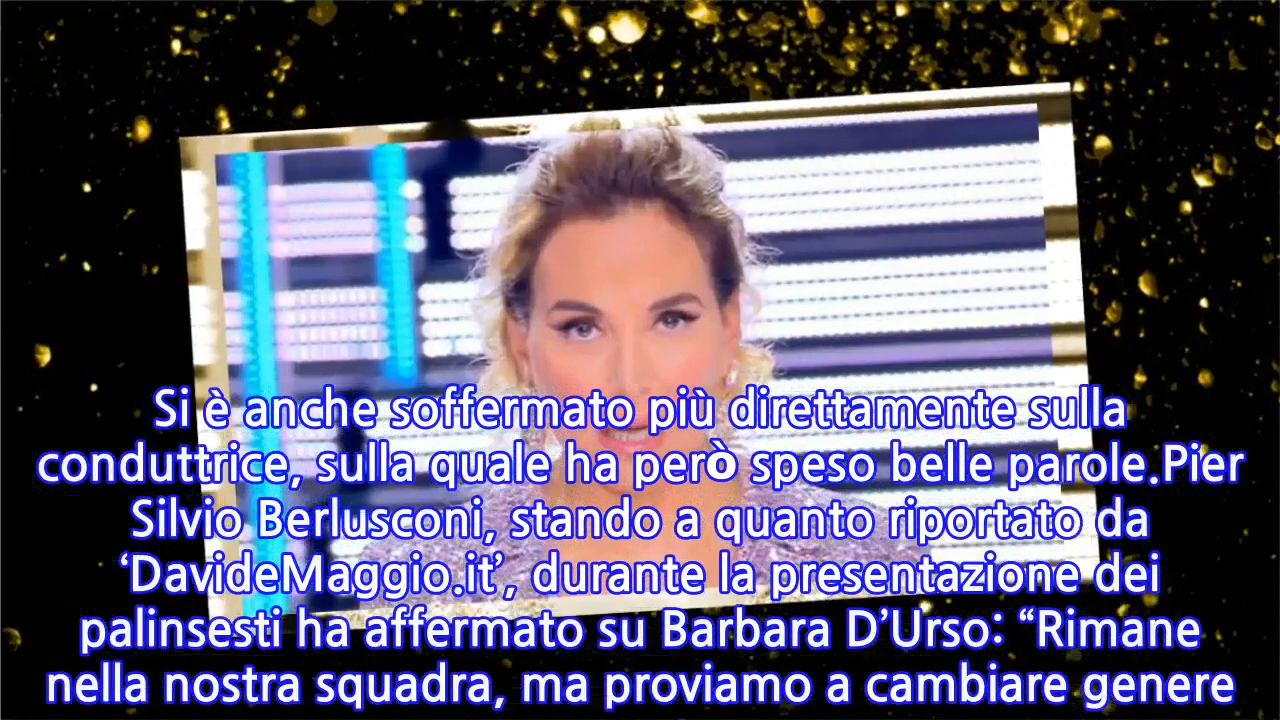 Si è anche soffermato più direttamente sulla
conduttrice, sulla quale ha però speso belle parole.Pier
Silvio Berlusconi, stando a quanto riportato da
‘DavideMaggio.it’, durante la presentazione dei
palinsesti ha affermato su Barbara D’Urso: “Rimane
nella nostra squadra, ma proviamo a cambiare genere